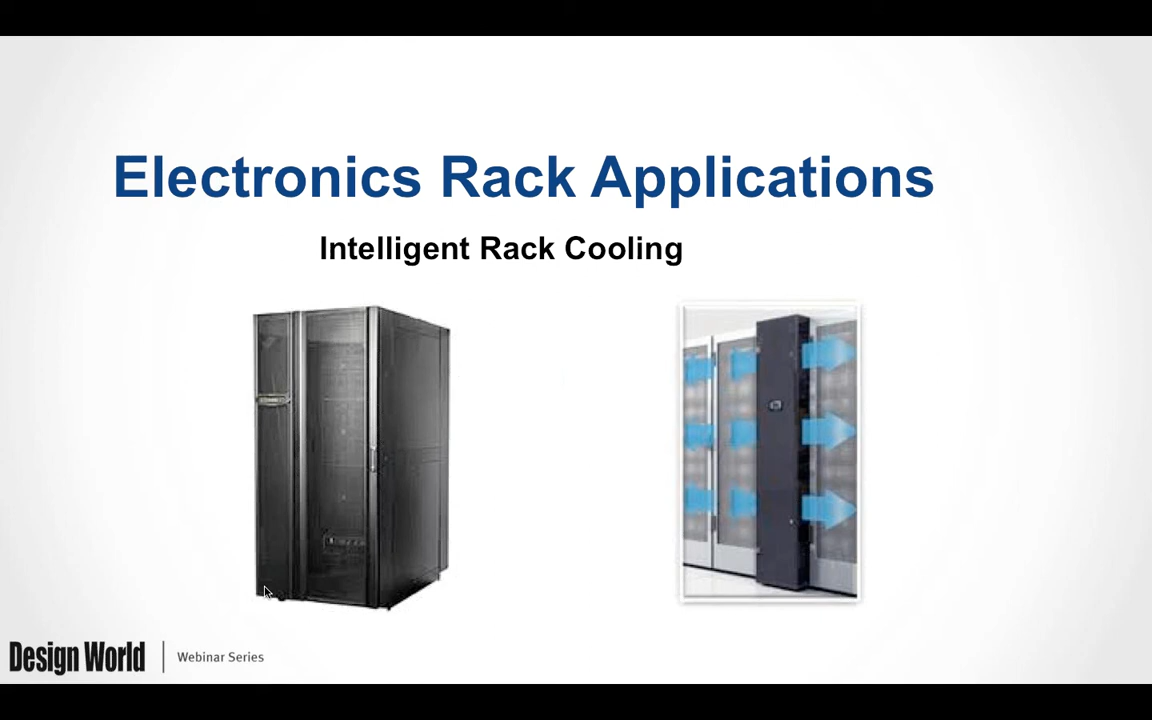 Electronics Rack Applications
Intelligent Rack Cooling
Design World
Webinar Series